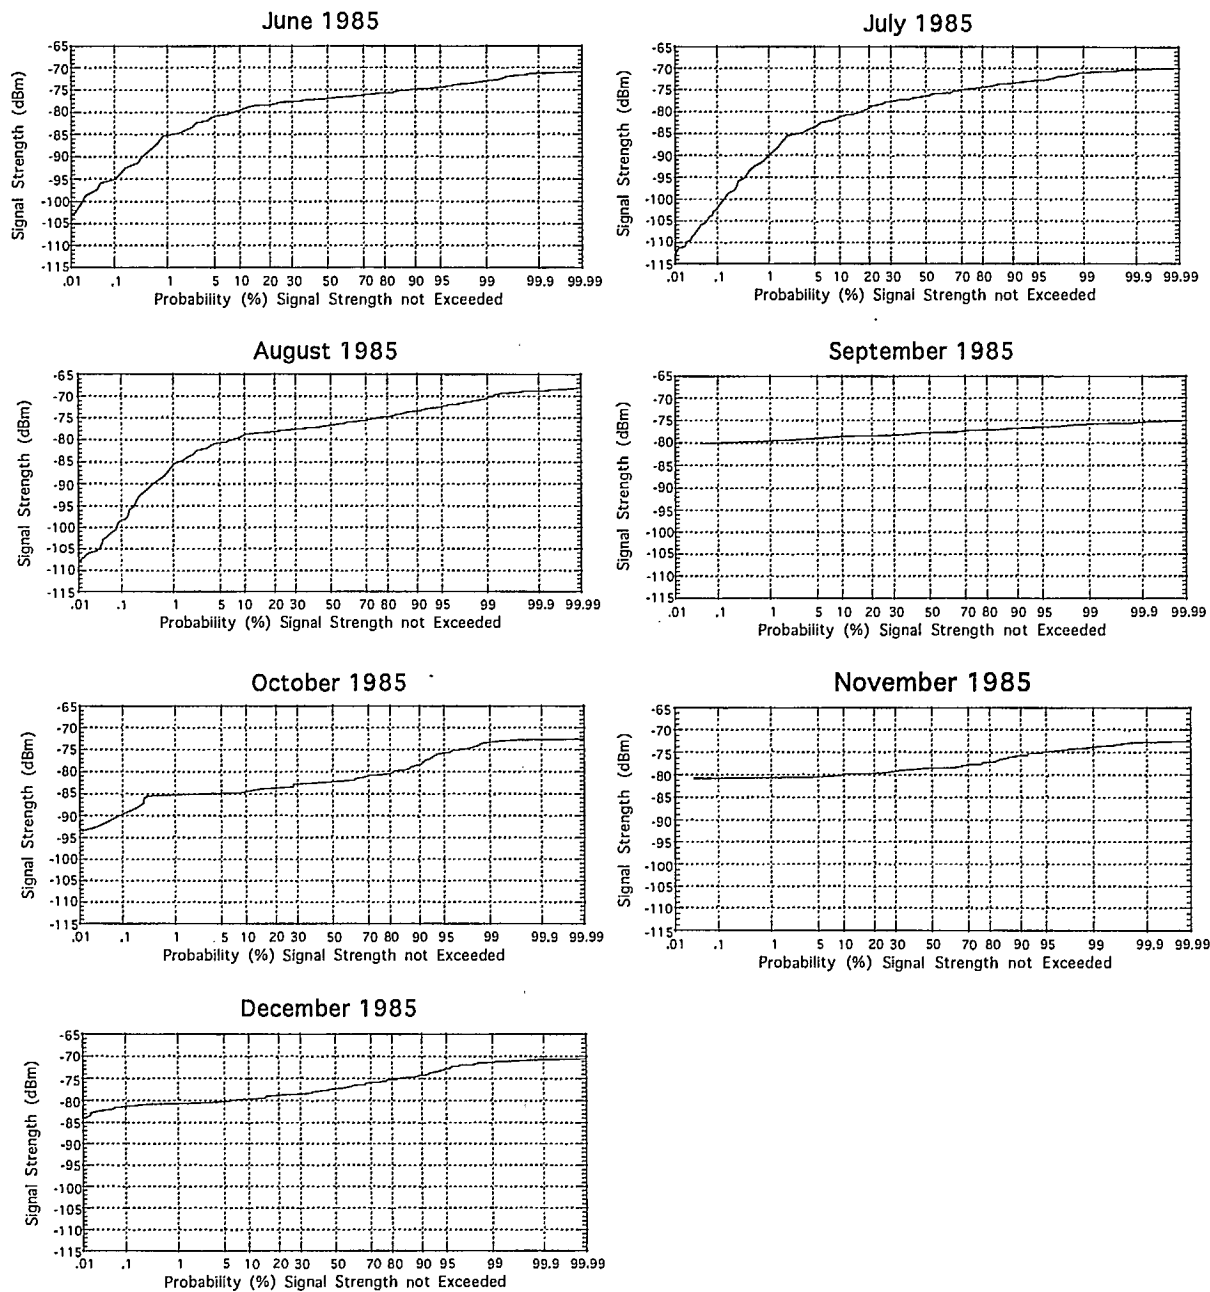 June 1985
Signal Strength (dBm)
-65
-70
-75
-80
-85
-90
-95
-100
-105
-110
-115
.01 .1 1 5 10 20 30 50 70 80 90 95 99 99.9 99.99
Probability (%) Signal Strength not Exceeded
July 1985
Signal Strength (dBm)
-65
-70
-75
-80
-85
-90
-95
-100
-105
-110
-115
.01 .1 1 5 10 20 30 50 70 80 90 95 99 99.9 99.99
Probability (%) Signal Strength not Exceeded
August 1985
Signal Strength (dBm)
-65
-70
-75
-80
-85
-90
-95
-100
-105
-110
-115
.01 .1 1 5 10 20 30 50 70 80 90 95 99 99.9 99.99
Probability (%) Signal Strength not Exceeded
September 1985
Signal Strength (dBm)
-65
-70
-75
-80
-85
-90
-95
-100
-105
-110
-115
.01 .1 1 5 10 20 30 50 70 80 90 95 99 99.9 99.99
Probability (%) Signal Strength not Exceeded
October 1985
Signal Strength (dBm)
-65
-70
-75
-80
-85
-90
-95
-100
-105
-110
-115
.01 .1 1 5 10 20 30 50 70 80 90 95 99 99.9 99.99
Probability (%) Signal Strength not Exceeded
November 1985
Signal Strength (dBm)
-65
-70
-75
-80
-85
-90
-95
-100
-105
-110
-115
.01 .1 1 5 10 20 30 50 70 80 90 95 99 99.9 99.99
Probability (%) Signal Strength not Exceeded
December 1985
Signal Strength (dBm)
-65
-70
-75
-80
-85
-90
-95
-100
-105
-110
-115
.01 .1 1 5 10 20 30 50 70 80 90 95 99 99.9 99.99
Probability (%) Signal Strength not Exceeded